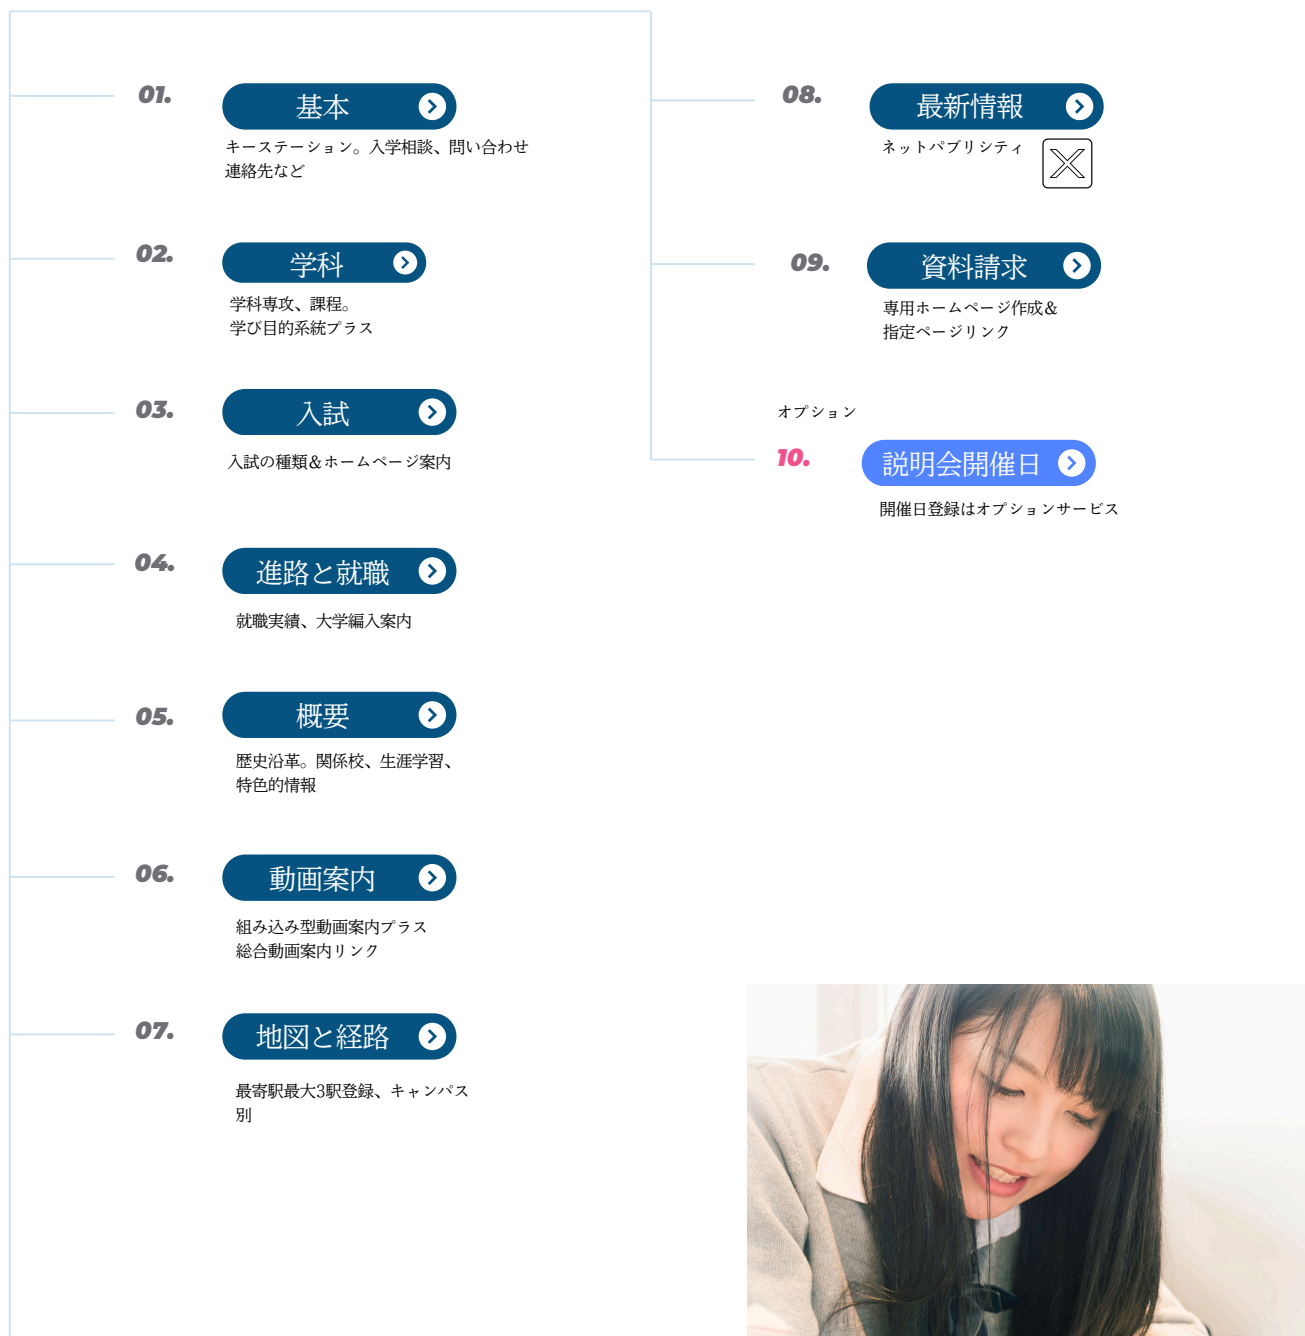 01.
基本
キーステーション。入学相談、問い合わせ
連絡先など
02.
学科
学科専攻、課程。
学び目的系統プラス
03.
入試
入試の種類&ホームページ案内
04.
進路と就職
就職実績、大学編入案内
05.
概要
歴史沿革。関係校、生涯学習、
特色的情報
06.
動画案内
組み込み型動画案内プラス
総合動画案内リンク
07.
地図と経路
最寄駅最大3駅登録、キャンパス
別
08.
最新情報
ネットパブリシティ
X
09.
資料請求
専用ホームページ作成&
指定ページリンク
オプション
10.
説明会開催日
開催日登録はオプションサービス